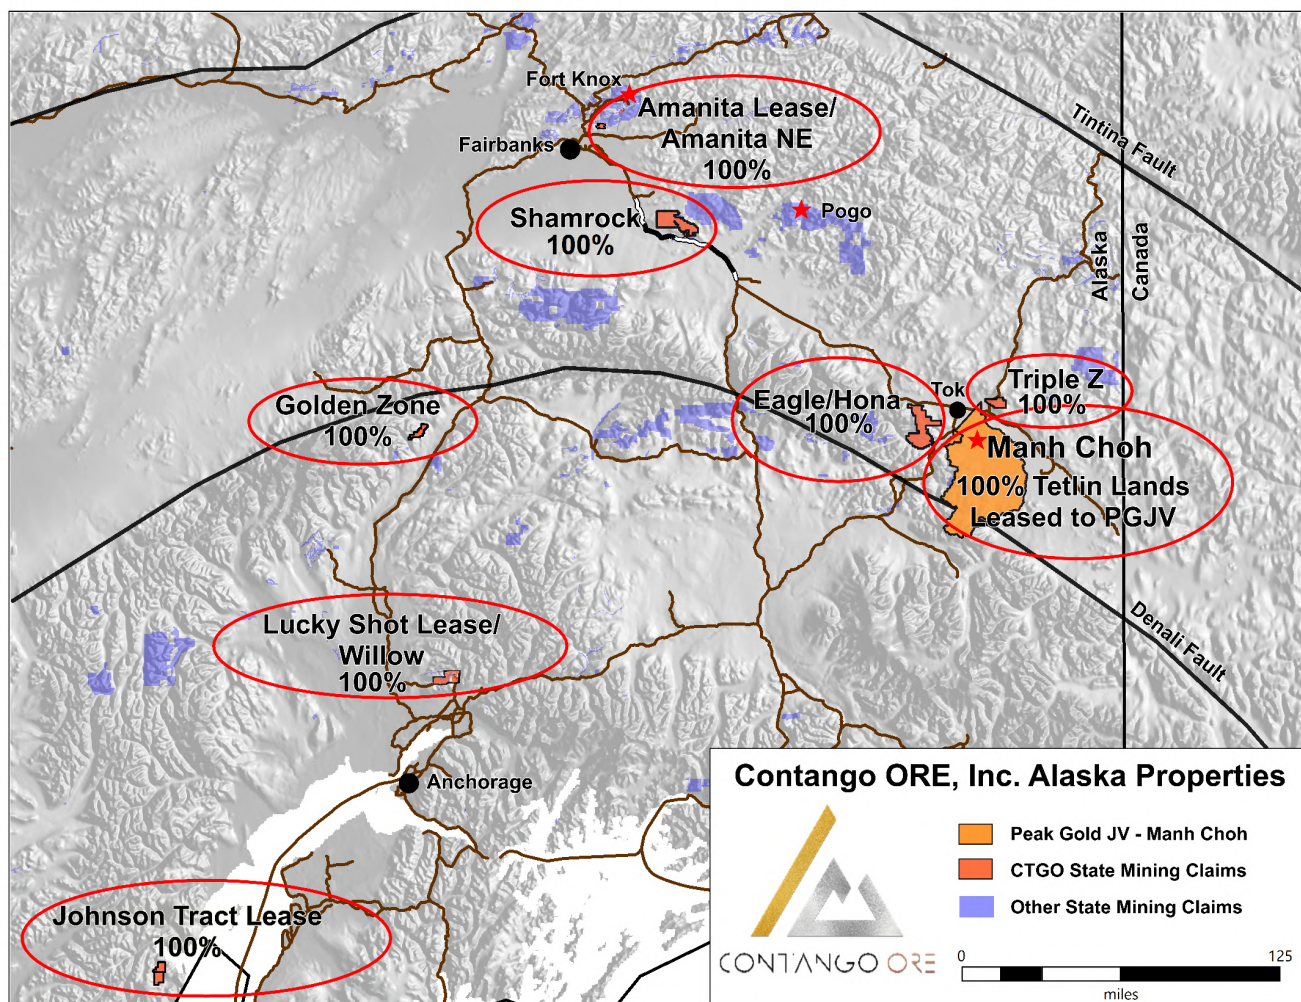 Fort Knox
Amanita Lease/
Amanita NE
100%
Fairbanks
Tintina Fault
Shamrock
100%
Pogo
Alaska
Canada
Golden Zone
100%
Eagle/Hona
100%
Tok
Triple Z
100%
Manh Choh
100% Tetlin Lands
Leased to PGJV
Denali Fault
Lucky Shot Lease/
Willow
100%
Anchorage
Johnson Tract Lease
100%
Contango ORE, Inc. Alaska Properties
CONTANGO ORE
Peak Gold JV - Manh Choh
CTGO State Mining Claims
Other State Mining Claims
0 125
miles